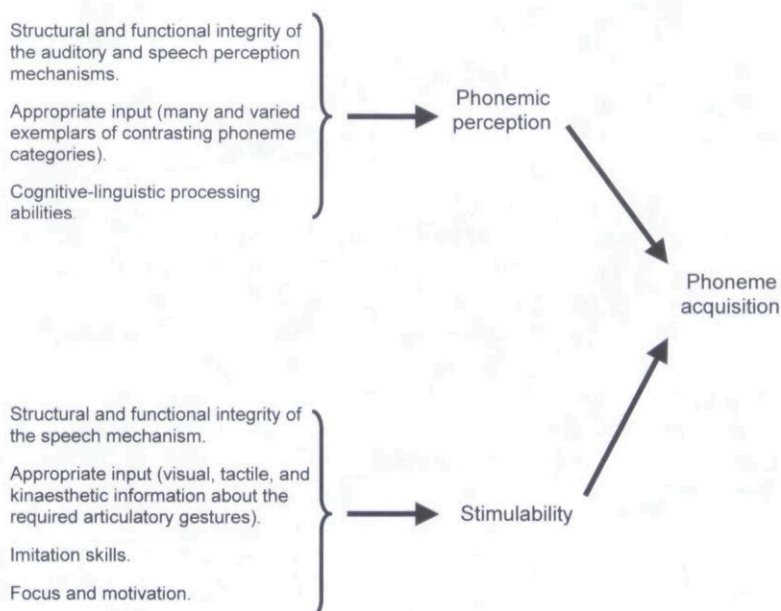 Structural and functional integrity of
the auditory and speech perception
mechanisms.
Appropriate input (many and varied
exemplars of contrasting phoneme
categories).
Cognitive-linguistic processing
abilities.
Phonemic
perception
Phoneme
acquisition
Structural and functional integrity of
the speech mechanism.
Appropriate input (visual, tactile, and
kinaesthetic information about the
required articulatory gestures).
Imitation skills.
Focus and motivation.
Stimulability